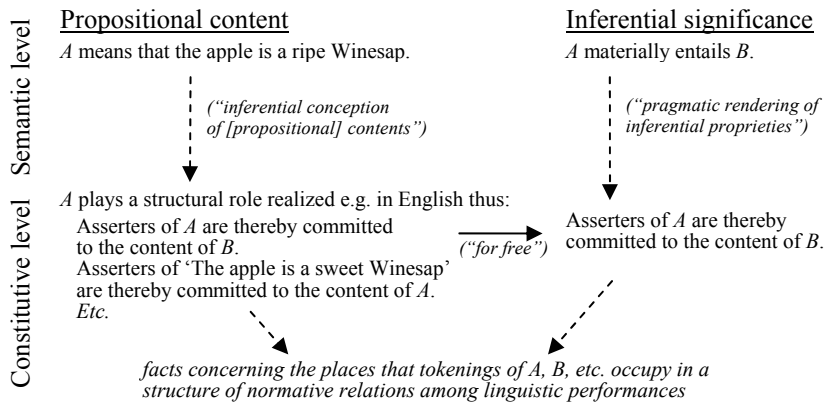 Propositional content
Inferential significance
Semantic level
A means that the apple is a ripe Winesap.
A materially entails B.
(“inferential conception
of [propositional] contents”)
(“pragmatic rendering of
inferential proprieties”)
Constitutive level
A plays a structural role realized e.g. in English thus:
Asserters of A are thereby committed
to the content of B.
Asserters of ‘The apple is a sweet Winesap’
are thereby committed to the content of A.
Etc.
(“for free”)
Asserters of A are thereby
committed to the content of B.
facts concerning the places that tokenings of A, B, etc. occupy in a
structure of normative relations among linguistic performances